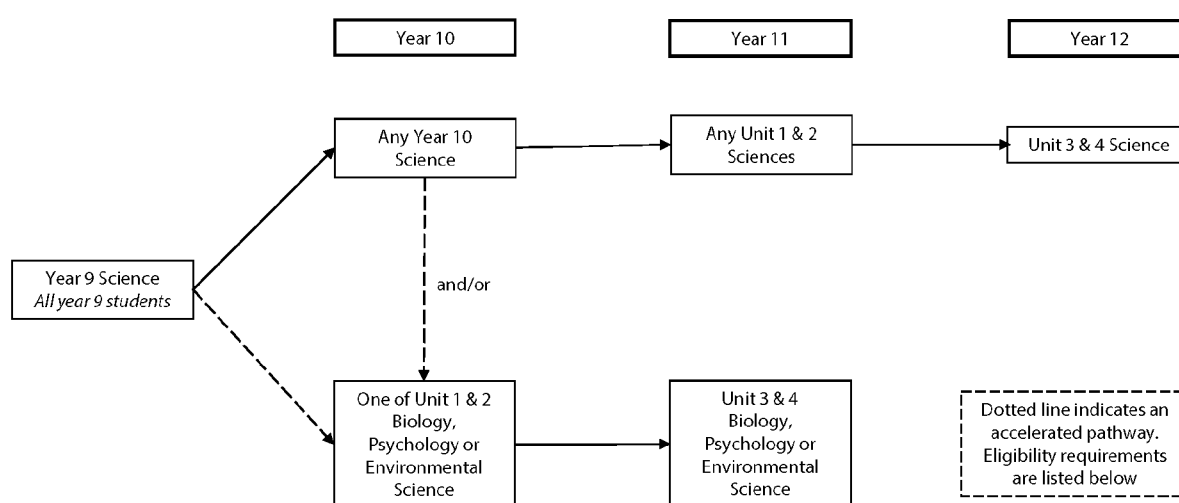 Year 10
Year 11
Year 12
Any Year 10
Science
Any Unit 1 & 2
Sciences
Unit 3 & 4 Science
Year 9 Science
All year 9 students
and/or
One of Unit 1 & 2
Biology,
Psychology or
Environmental
Science
Unit 3 & 4
Biology,
Psychology or
Environmental
Science
Dotted line indicates an
accelerated pathway.
Eligibility requirements
are listed below